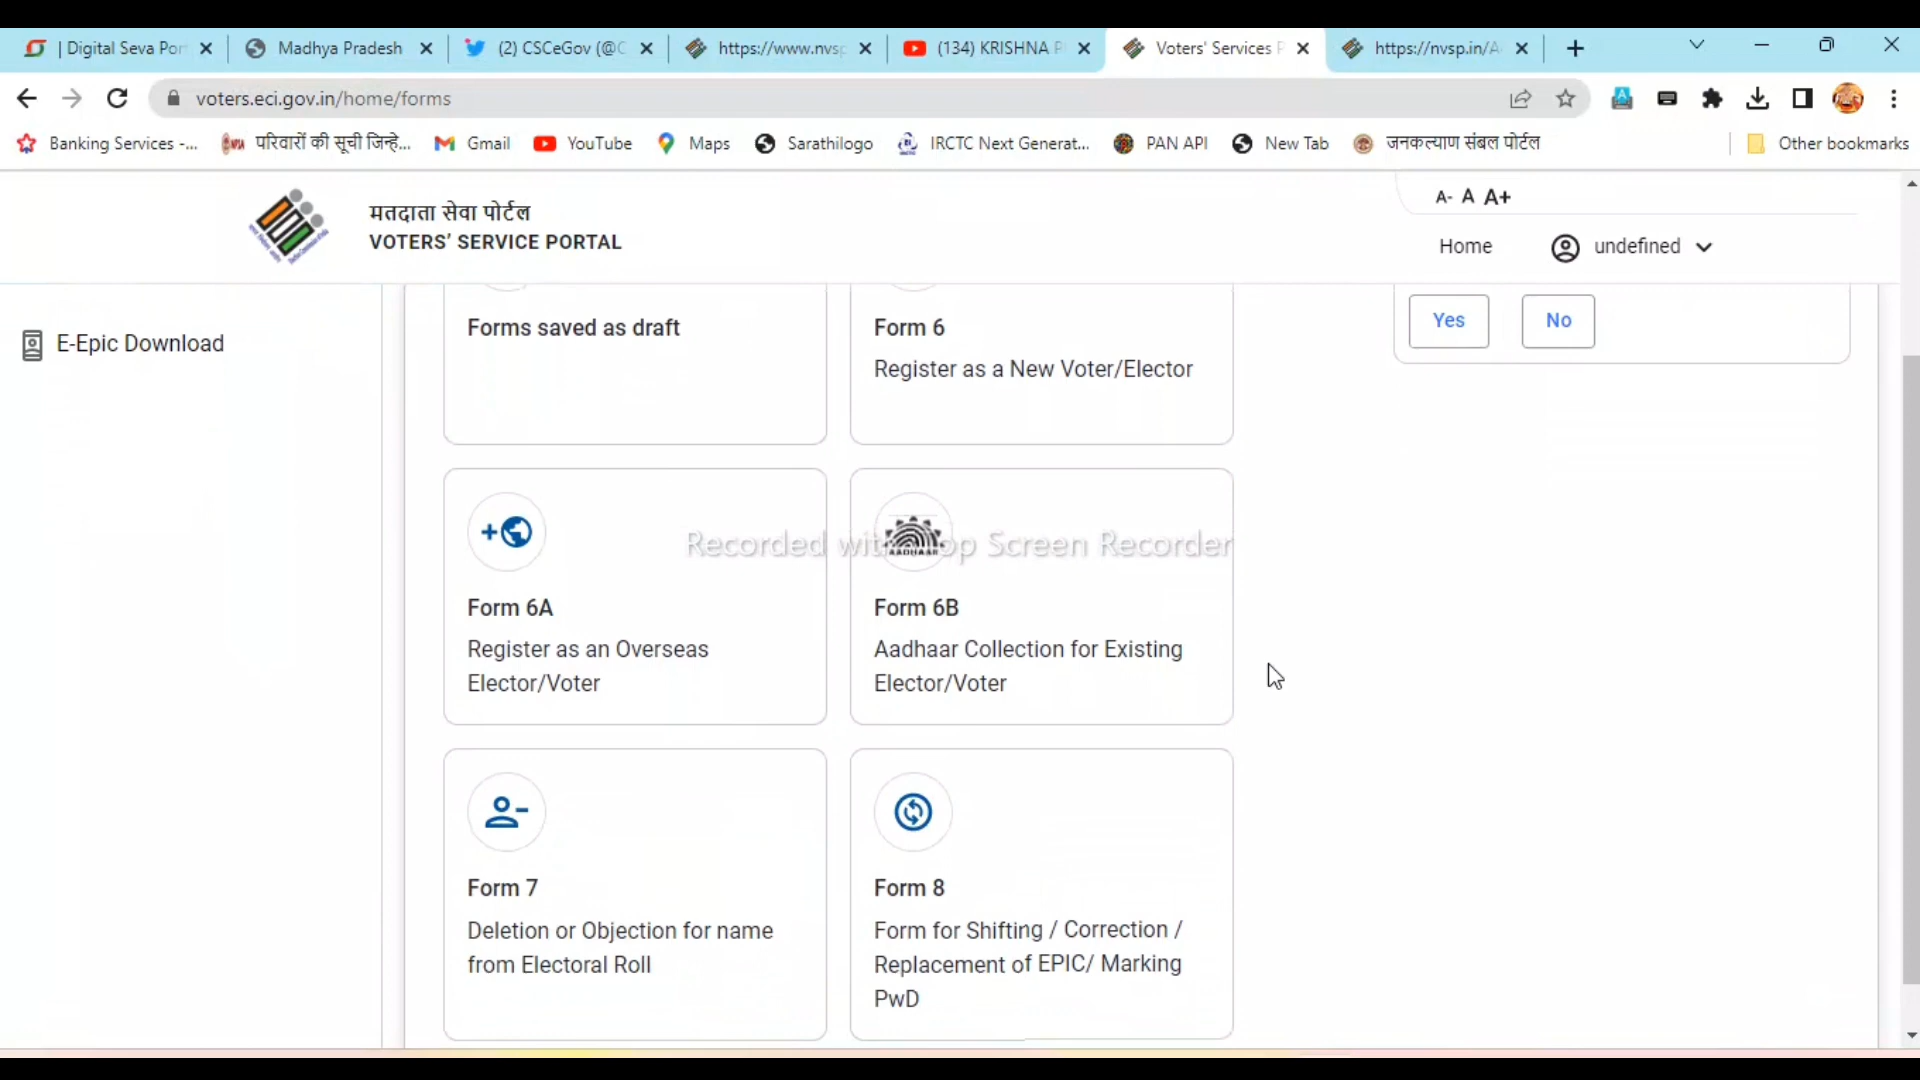 | Digital Seva Por
Madhya Pradesh
(2) CSCeGov (@C
https://www.nvsp
(134) KRISHNA P
Voters' Services P
https://nvsp.in/A
voters.eci.gov.in/home/forms
Banking Services -...
परिवारों की सूची जिन्हे...
Gmail
YouTube
Maps
Sarathilogo
IRCTC Next Generat...
PAN API
New Tab
जनकल्याण संबल पोर्टल
Other bookmarks
मतदाता सेवा पोर्टल
VOTERS' SERVICE PORTAL
A- A A+
Home
undefined
E-Epic Download
Forms saved as draft
Form 6
Register as a New Voter/Elector
Yes
No
Recorded with Top Screen Recorder
AADHAAR
Form 6A
Register as an Overseas
Elector/Voter
Form 6B
Aadhaar Collection for Existing
Elector/Voter
Form 7
Deletion or Objection for name
from Electoral Roll
Form 8
Form for Shifting / Correction /
Replacement of EPIC/ Marking
PwD